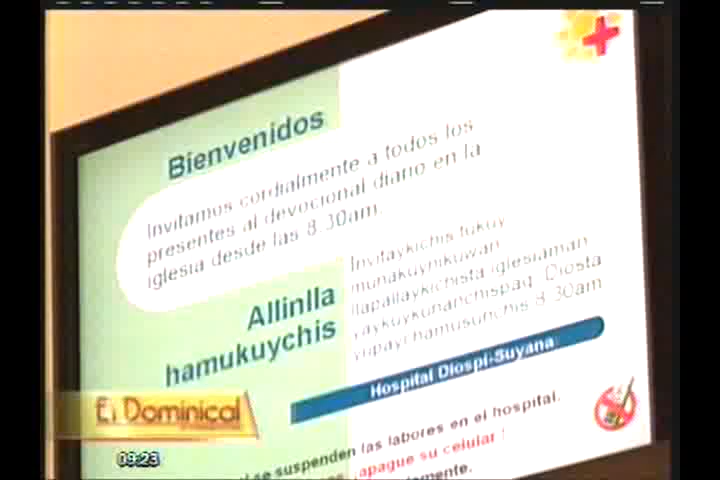 Bienvenidos
Invitamos cordialmente a todos los
presentes al devocional diario en la
iglesia desde las 8.30am.
Allinlla
hamukuychis
Invitaykichis tukuy
munakuynikuwan
llapallaykichista iglesiaman
yaykuykunanchispaq. Diosta
yupaychamusunchis 8.30am
Hospital Diospi-Suyana
se suspenden las labores en el hospital.
¡apague su celular!
El Dominical
09:23